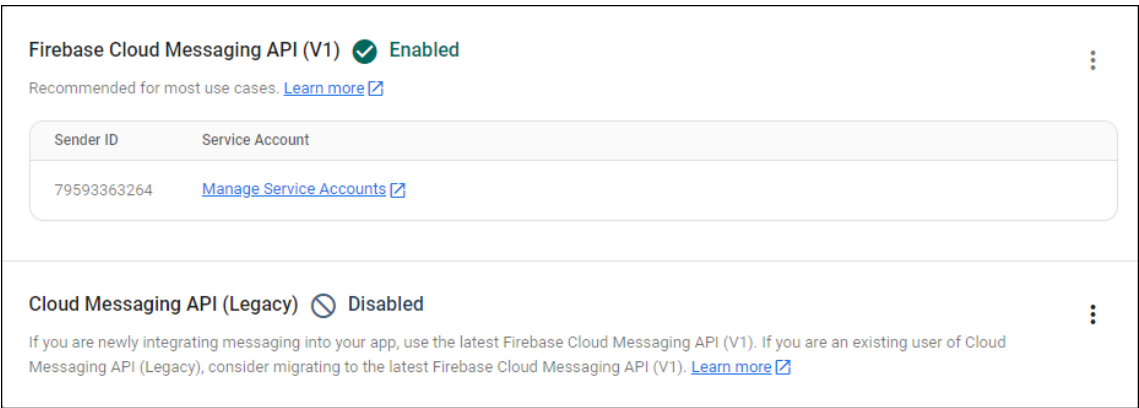 Firebase Cloud Messaging API (V1) Enabled
Recommended for most use cases. Learn more
Sender ID Service Account
79593363264 Manage Service Accounts
Cloud Messaging API (Legacy) Disabled
If you are newly integrating messaging into your app, use the latest Firebase Cloud Messaging API (V1). If you are an existing user of Cloud
Messaging API (Legacy), consider migrating to the latest Firebase Cloud Messaging API (V1). Learn more